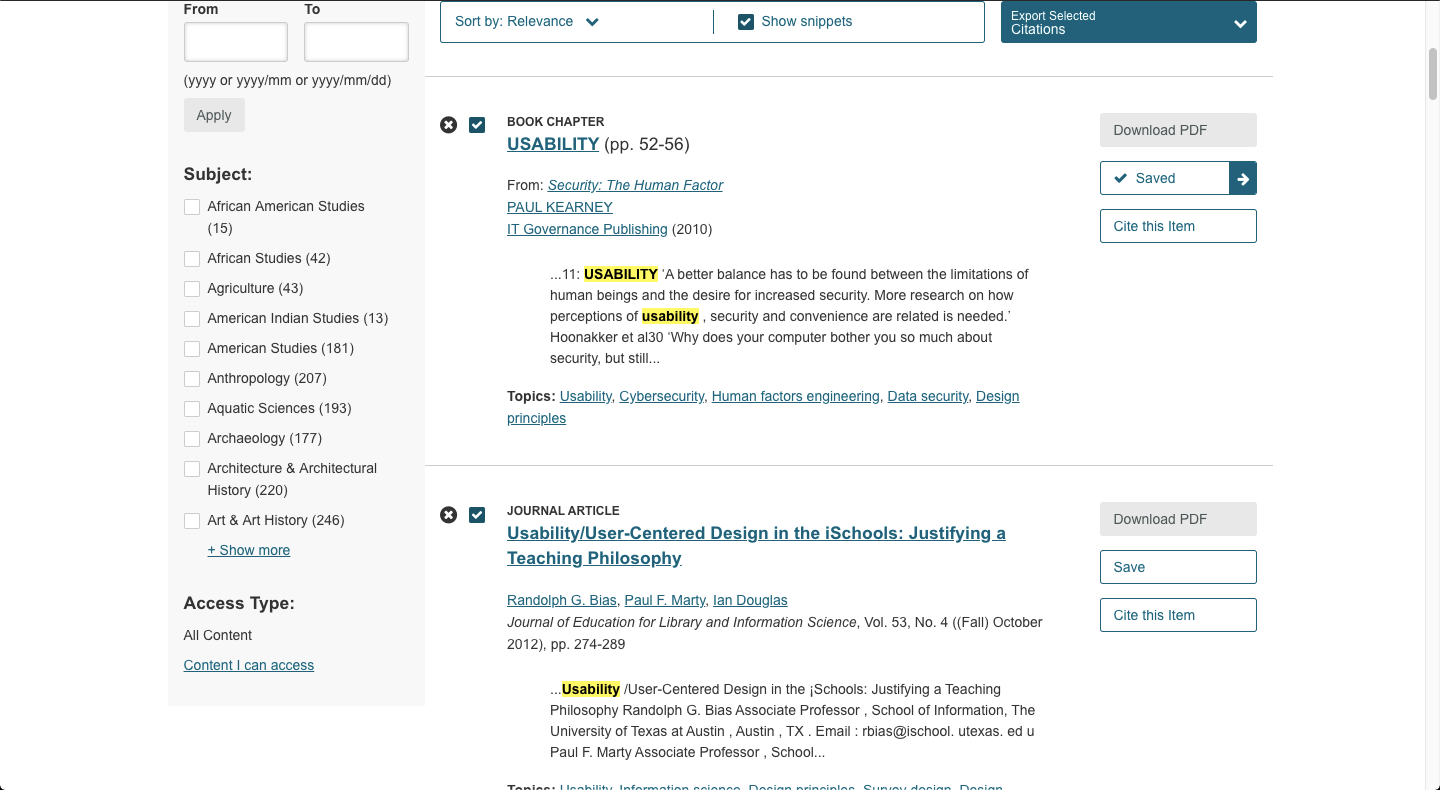 From To
(yyyy or yyyy/mm or yyyy/mm/dd)
Apply
Subject:
African American Studies
(15)
African Studies (42)
Agriculture (43)
American Indian Studies (13)
American Studies (181)
Anthropology (207)
Aquatic Sciences (193)
Archaeology (177)
Architecture & Architectural
History (220)
Art & Art History (246)
+ Show more
Access Type:
All Content
Content I can access
Sort by: Relevance
Show snippets
Export Selected
Citations
BOOK CHAPTER
USABILITY (pp. 52-56)
From: Security: The Human Factor
PAUL KEARNEY
IT Governance Publishing (2010)
...11: USABILITY ‘A better balance has to be found between the limitations of
human beings and the desire for increased security. More research on how
perceptions of usability , security and convenience are related is needed.’
Hoonakker et al30 ‘Why does your computer bother you so much about
security, but still...
Topics: Usability, Cybersecurity, Human factors engineering, Data security, Design
principles
Download PDF
Saved
Cite this Item
JOURNAL ARTICLE
Usability/User-Centered Design in the iSchools: Justifying a
Teaching Philosophy
Randolph G. Bias, Paul F. Marty, Ian Douglas
Journal of Education for Library and Information Science, Vol. 53, No. 4 ((Fall) October
2012), pp. 274-289
...Usability /User-Centered Design in the ¡Schools: Justifying a Teaching
Philosophy Randolph G. Bias Associate Professor , School of Information, The
University of Texas at Austin , Austin , TX . Email : rbias@ischool. utexas. ed u
Paul F. Marty Associate Professor , School...
Topics: Usability, Information science, Design principles, Survey design, Design
Download PDF
Save
Cite this Item